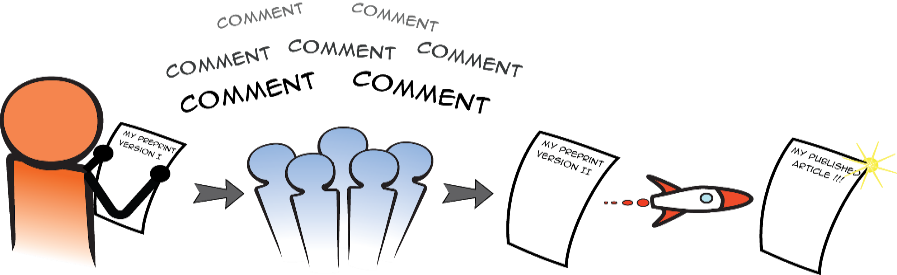 COMMENT
COMMENT
COMMENT
COMMENT
COMMENT
COMMENT
COMMENT
MY PREPRINT
VERSION I
MY PREPRINT
VERSION II
MY PUBLISHED
ARTICLE !!!